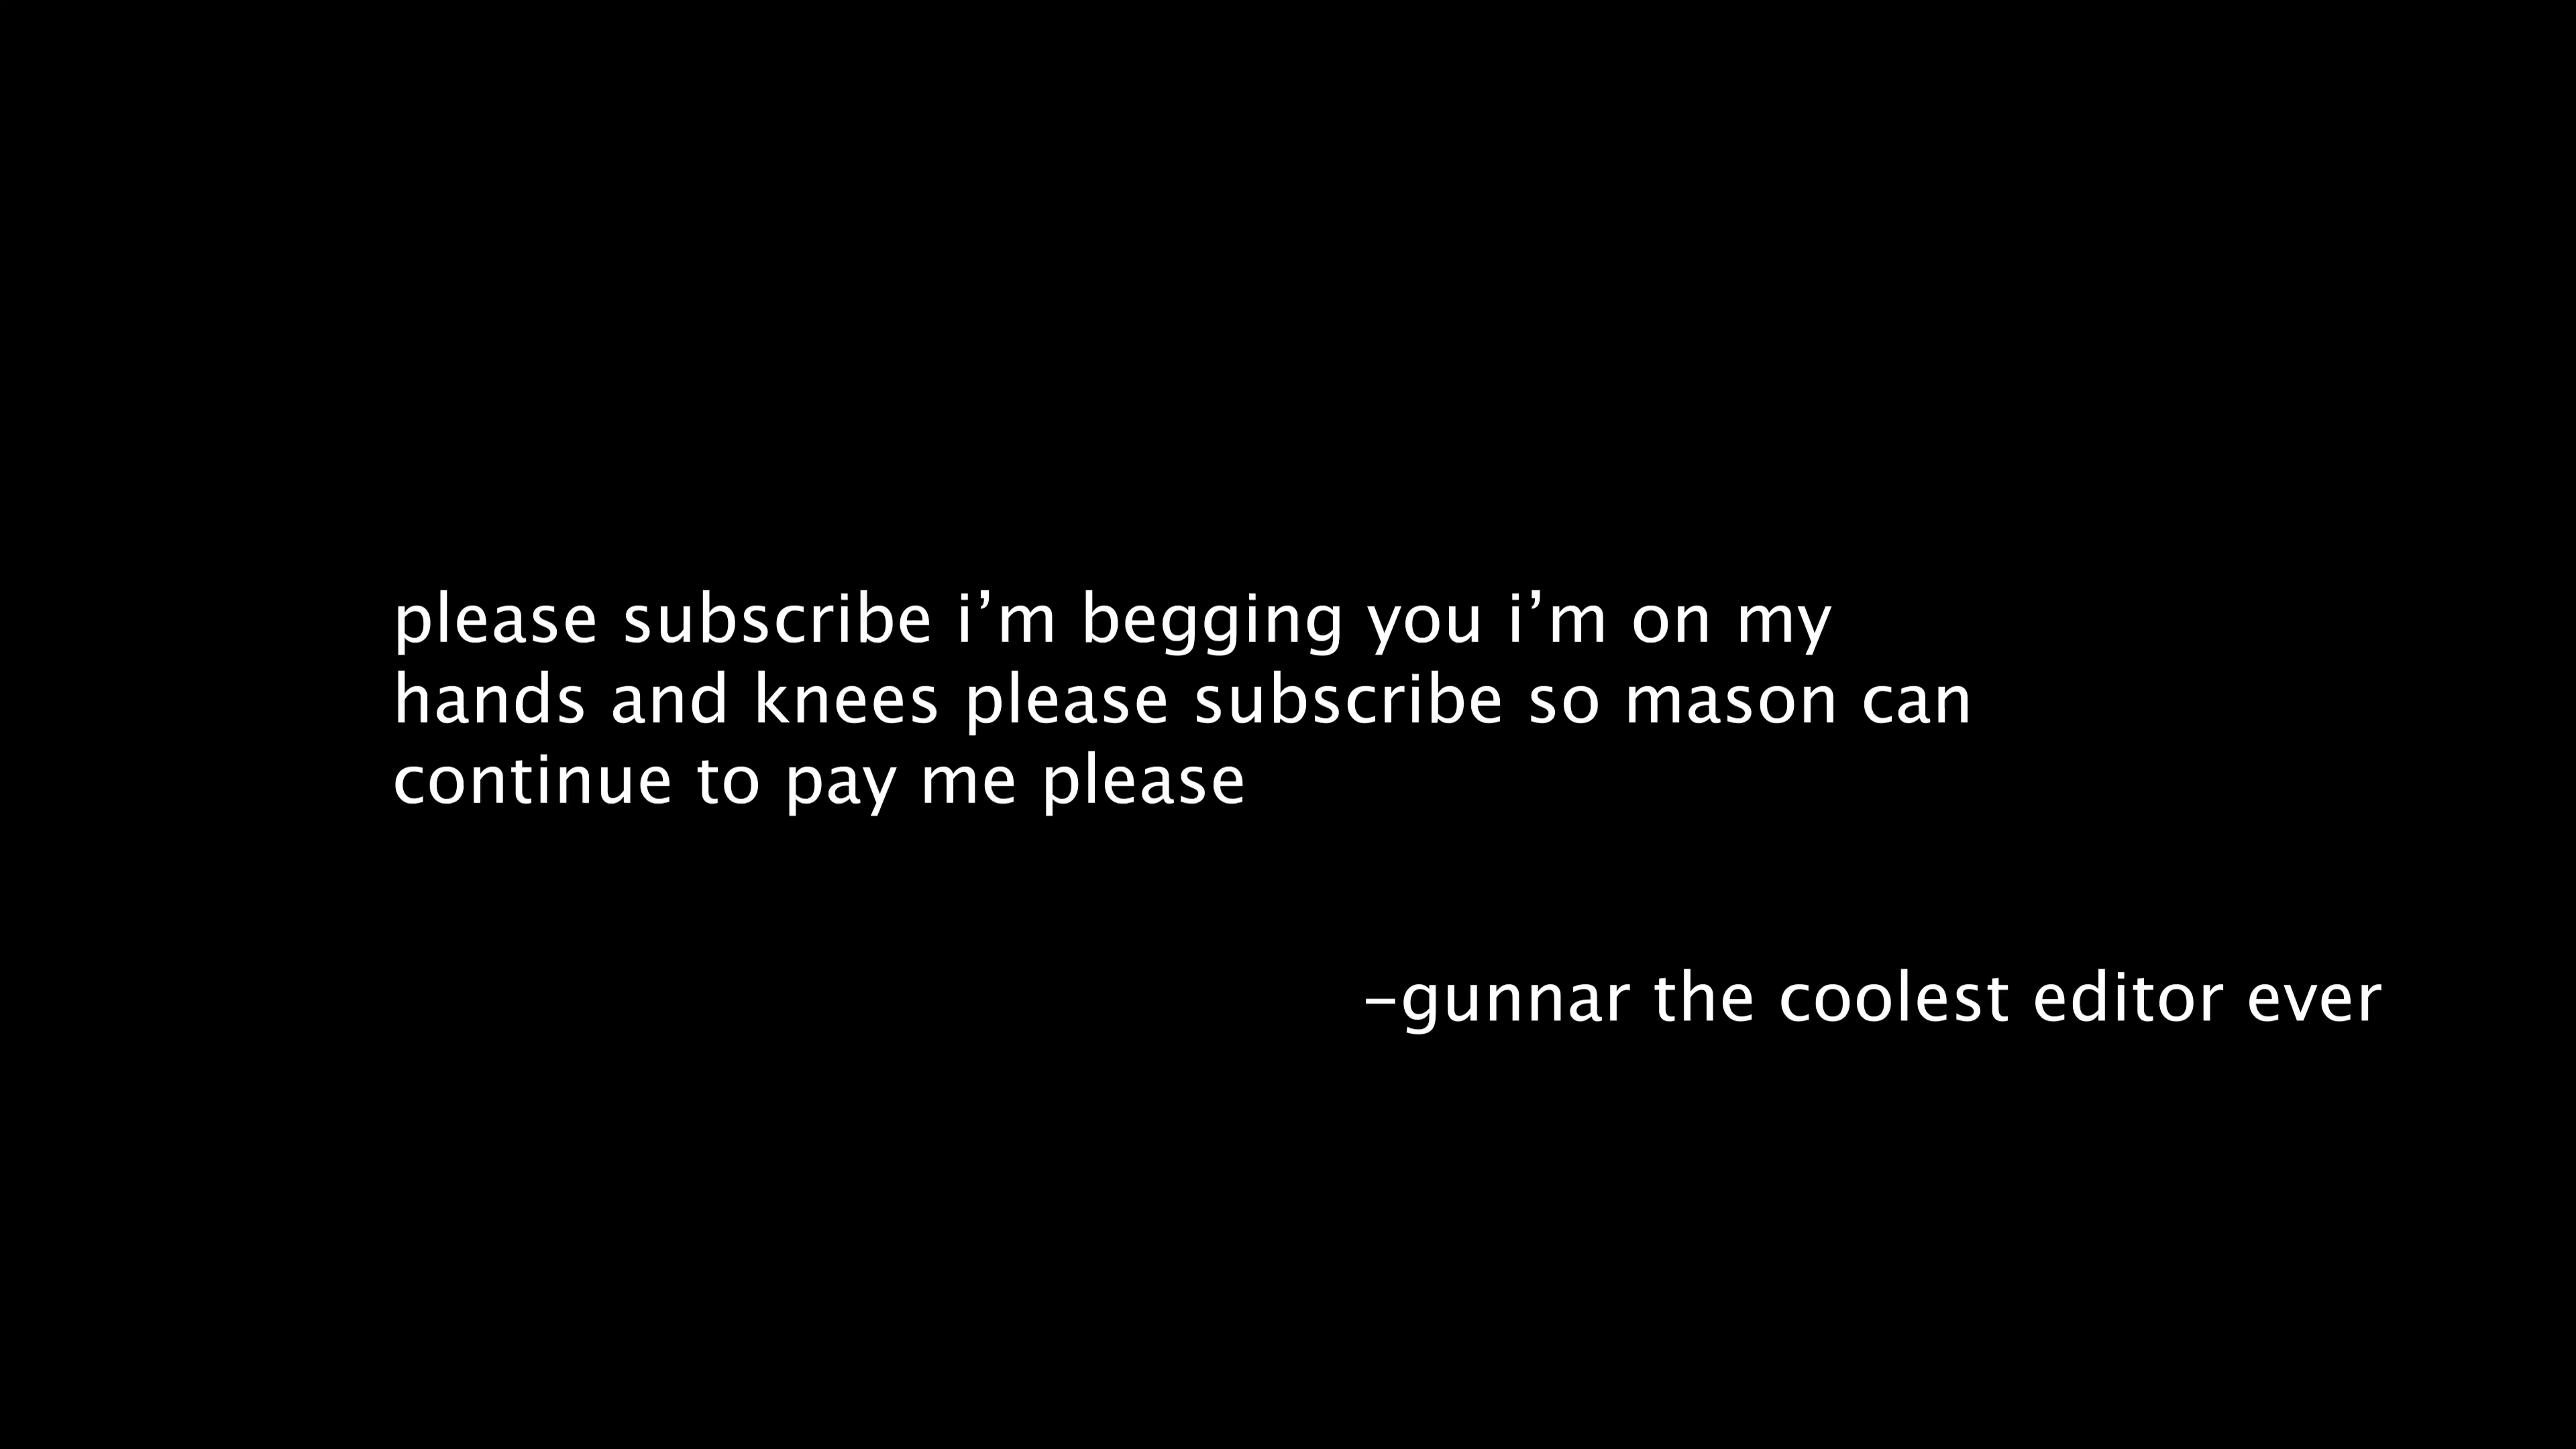 please subscribe i’m begging you i’m on my
hands and knees please subscribe so mason can
continue to pay me please
-gunnar the coolest editor ever